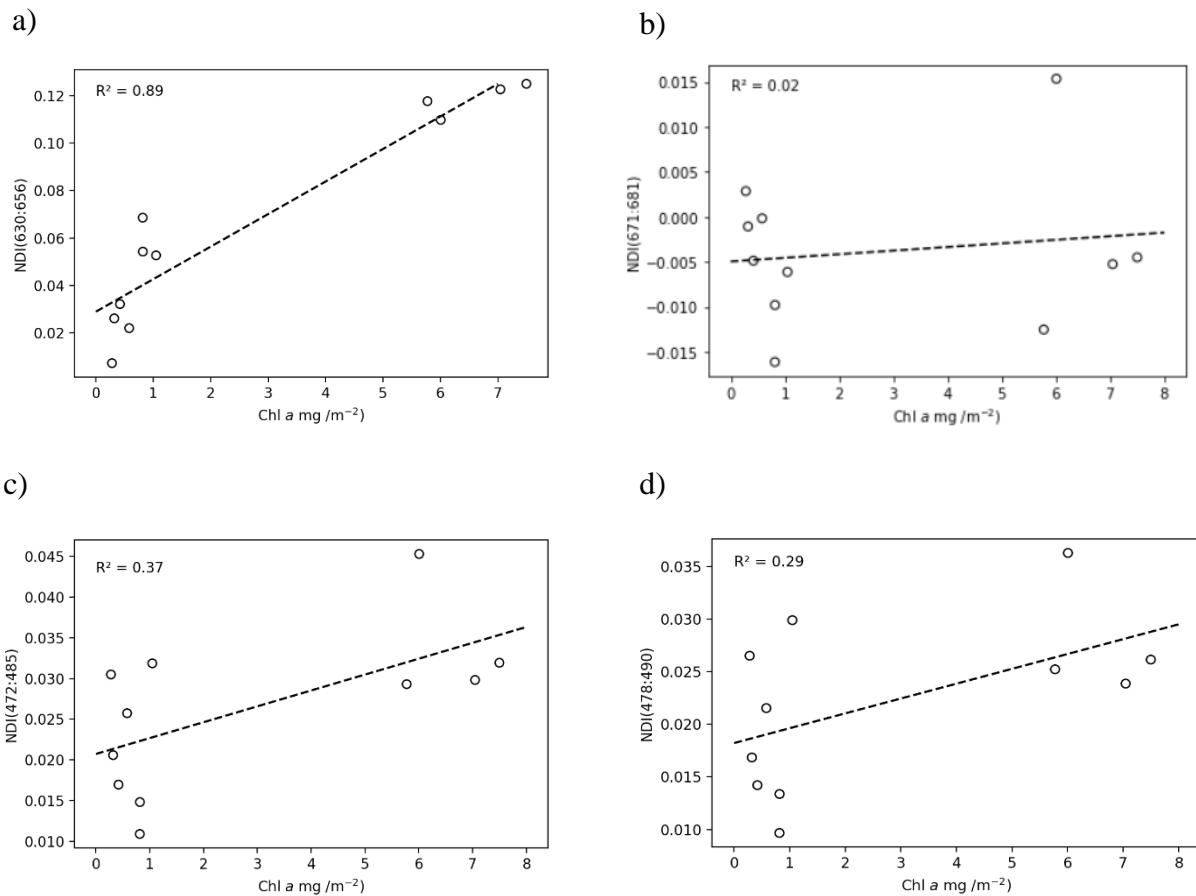 a)
R² = 0.89
NDI(630:656)
0.12
0.10
0.08
0.06
0.04
0.02
0 1 2 3 4 5 6 7
Chl a mg /m⁻²)
b)
R² = 0.02
NDI(671:681)
0.015
0.010
0.005
0.000
−0.005
−0.010
−0.015
0 1 2 3 4 5 6 7 8
Chl a mg /m⁻²)
c)
R² = 0.37
NDI(472:485)
0.045
0.040
0.035
0.030
0.025
0.020
0.015
0.010
0 1 2 3 4 5 6 7 8
Chl a mg /m⁻²)
d)
R² = 0.29
NDI(478:490)
0.035
0.030
0.025
0.020
0.015
0.010
0 1 2 3 4 5 6 7 8
Chl a mg /m⁻²)